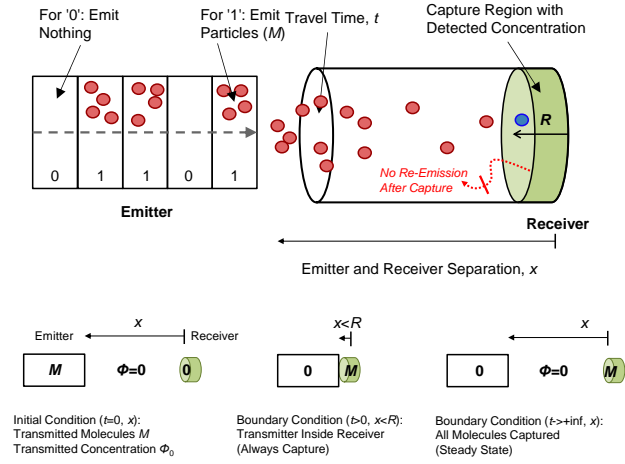 For '0': Emit
Nothing
For '1': Emit
Particles (M)
Travel Time, t
Capture Region with
Detected Concentration
R
0 1 1 0 1
No Re-Emission
After Capture
Emitter
Receiver
Emitter and Receiver Separation, x
Emitter
x
Receiver
M
Φ=0
0
x<R
0
M
x
0
Φ=0
M
Initial Condition (t=0, x):
Transmitted Molecules M
Transmitted Concentration Φ0
Boundary Condition (t>0, x<R):
Transmitter Inside Receiver
(Always Capture)
Boundary Condition (t->+inf, x):
All Molecules Captured
(Steady State)